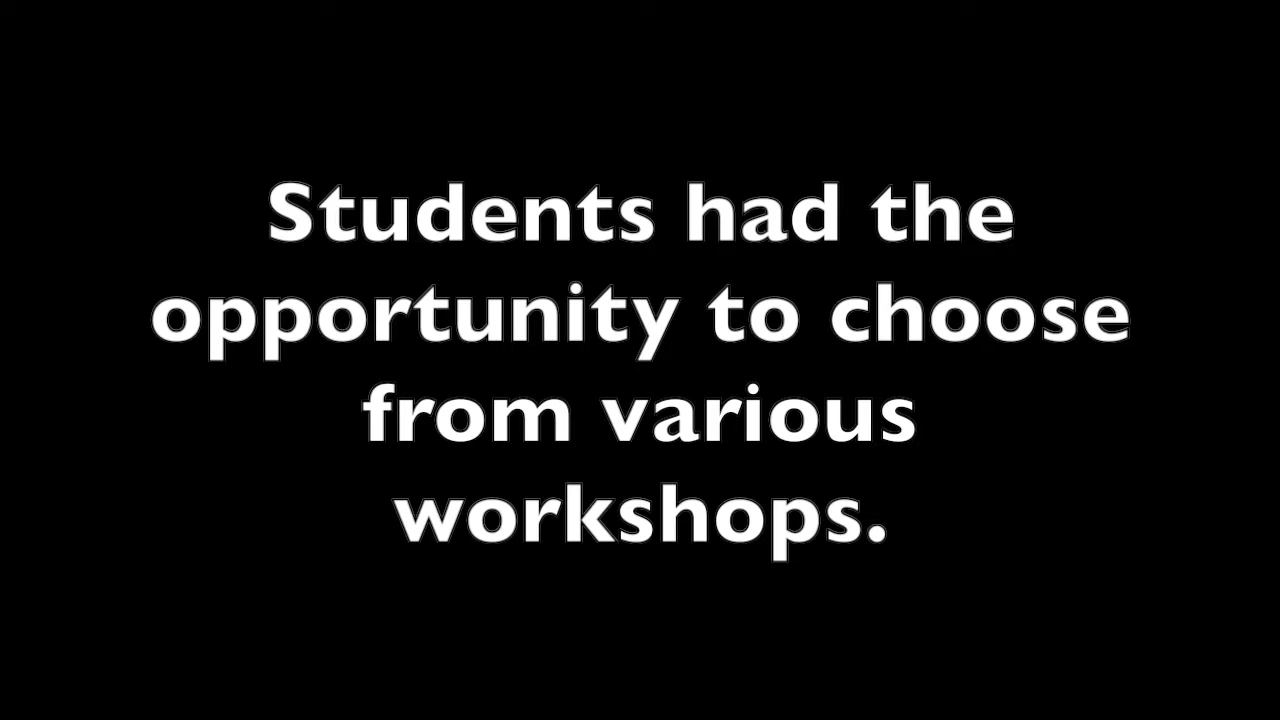 Students had the
opportunity to choose
from various
workshops.